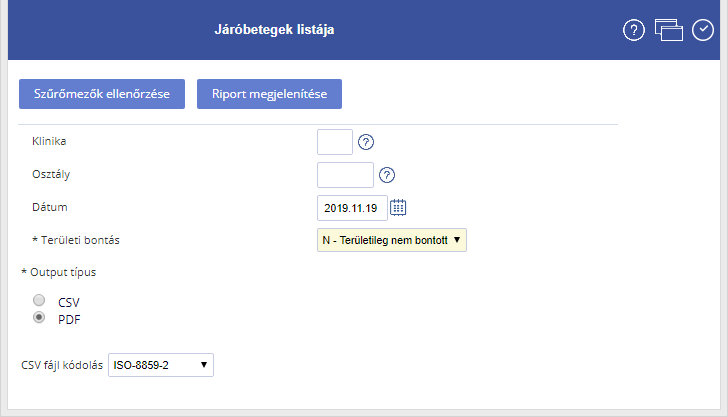 Járóbetegek listája
Szűrőmezők ellenőrzése Riport megjelenítése
Klinika
Osztály
Dátum 2019.11.19
* Területi bontás N - Területileg nem bontott
* Output típus
CSV
PDF
CSV fájl kódolás ISO-8859-2